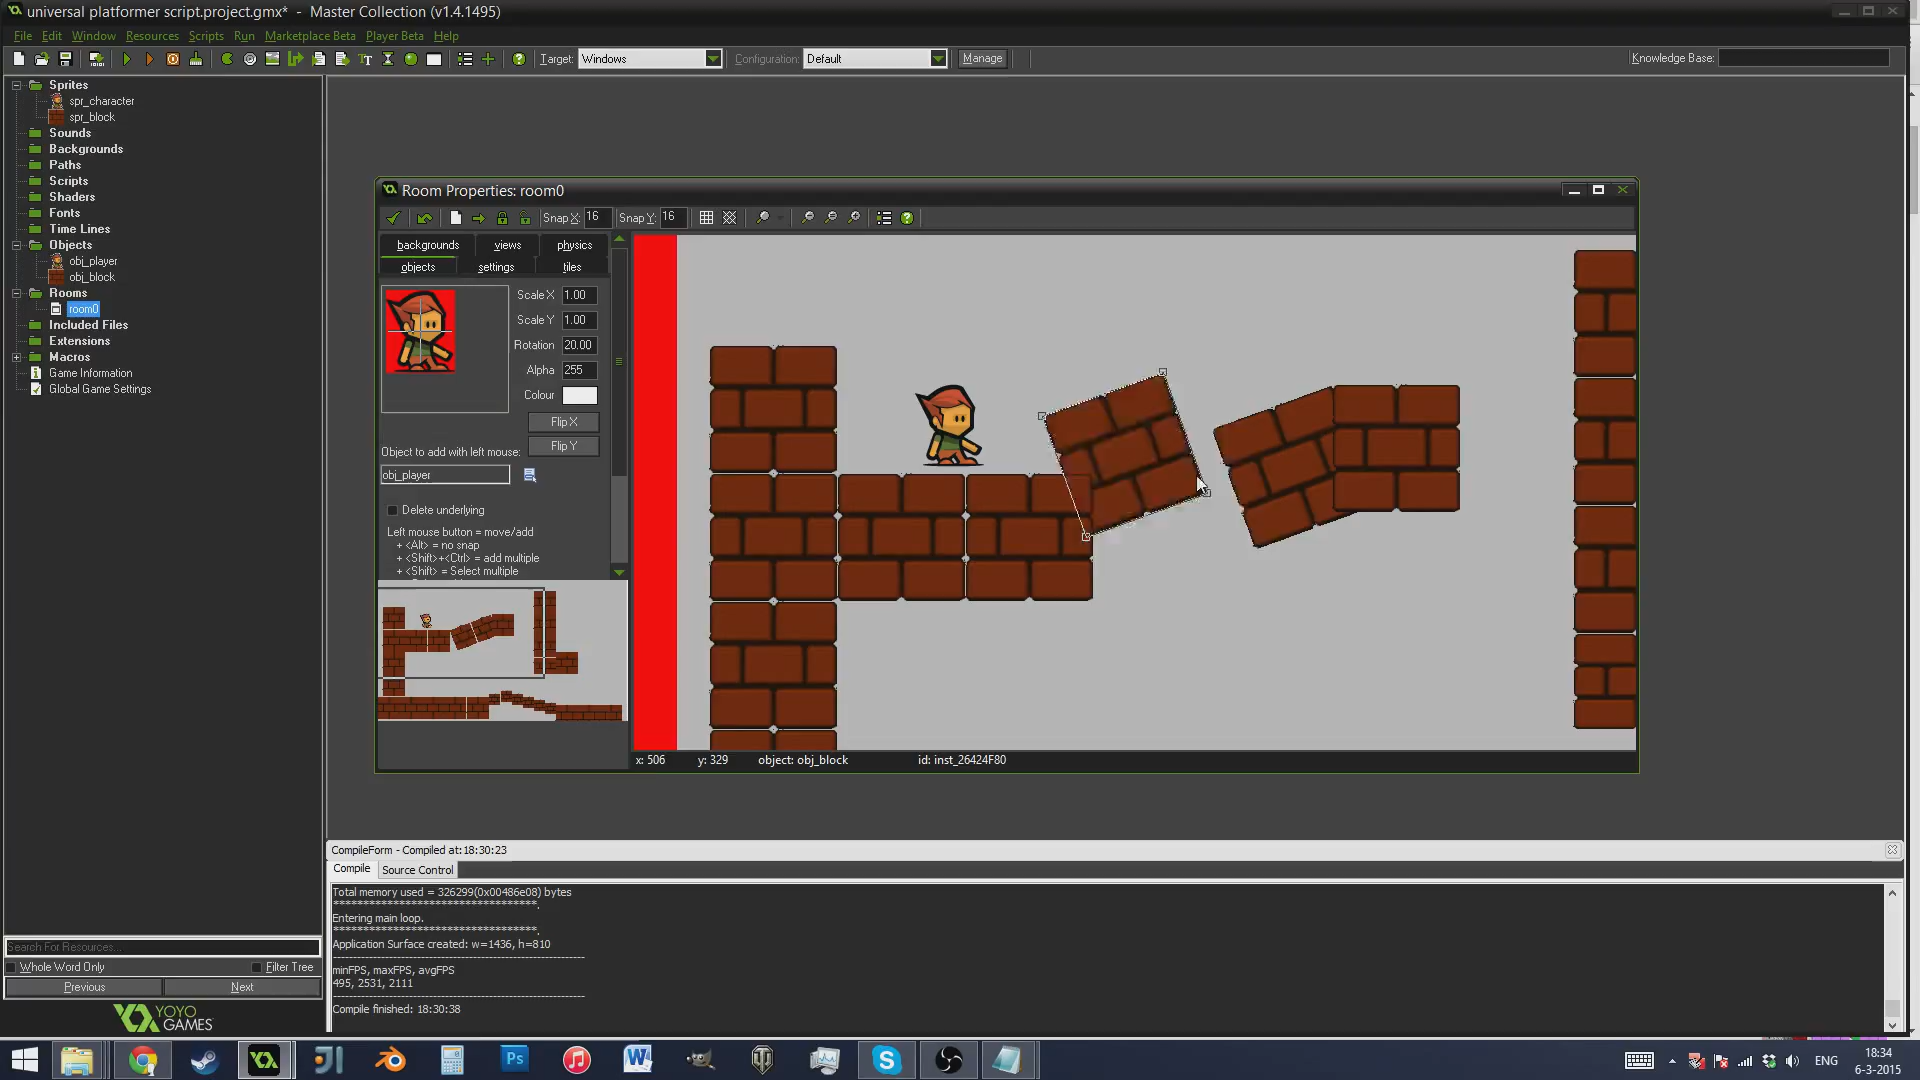 universal platformer script.project.gmx* - Master Collection (v1.4.1495)
File Edit Window Resources Scripts Run Marketplace Beta Player Beta Help
Target: Windows Configuration: Default Manage Knowledge Base:
Sprites
spr_character
spr_block
Sounds
Backgrounds
Paths
Scripts
Shaders
Fonts
Time Lines
Objects
obj_player
obj_block
Rooms
room0
Included Files
Extensions
Macros
Game Information
Global Game Settings
Search For Resources...
Whole Word Only Filter Tree
Previous Next
YOYO
GAMES
Room Properties: room0
Snap X: 16 Snap Y: 16
backgrounds views physics
objects settings tiles
Scale X 1.00
Scale Y 1.00
Rotation 20.00
Alpha 255
Colour
Flip X
Flip Y
Object to add with left mouse:
obj_player
Delete underlying
Left mouse button = move/add
+ <Alt> = no snap
+ <Shift>+<Ctrl> = add multiple
+ <Shift> = Select multiple
x: 506 y: 329 object: obj_block id: inst_26424F80
CompileForm - Compiled at:18:30:23
Compile Source Control
Total memory used = 326299(0x00486e08) bytes
**********************************.
Entering main loop.
**********************************.
Application Surface created: w=1436, h=810
-------------------------------------------------------
minFPS, maxFPS, avgFPS
495, 2531, 2111
-------------------------------------------------------
Compile finished: 18:30:38
Ps W S ENG 18:34
6-3-2015